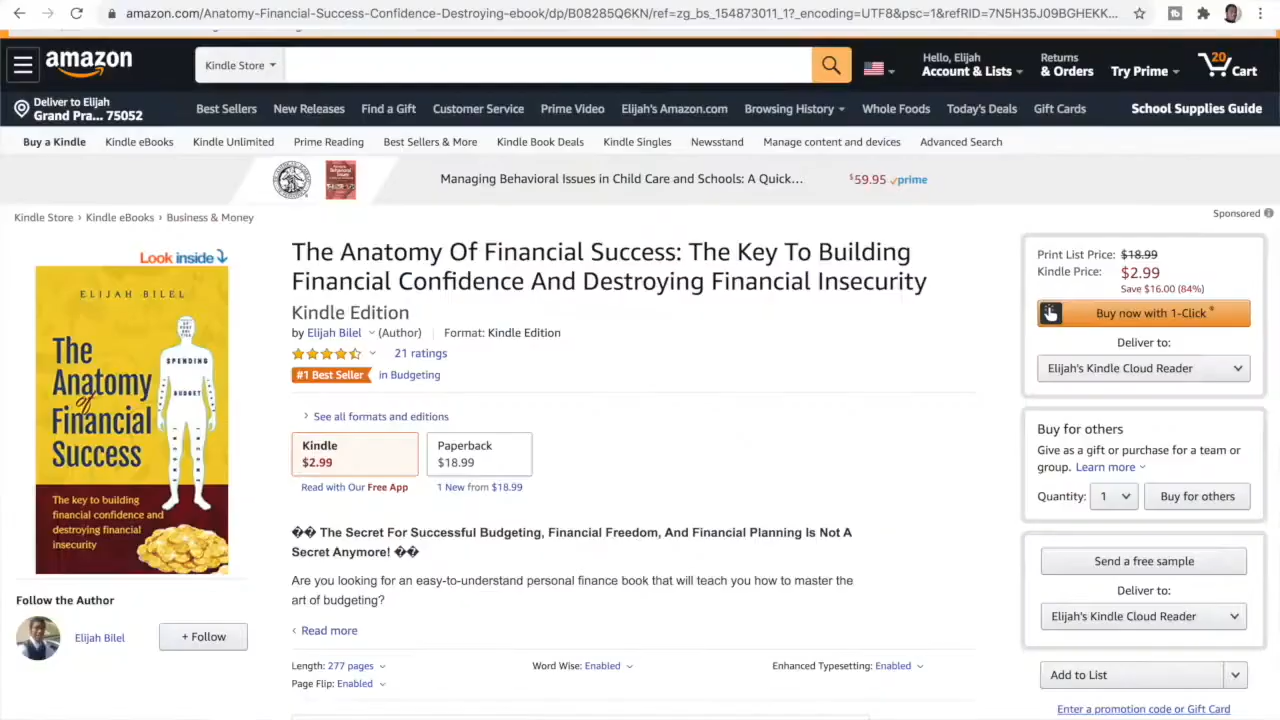 amazon.com/Anatomy-Financial-Success-Confidence-Destroying-ebook/dp/B08285Q6KN/ref=zg_bs_154873011_1?_encoding=UTF8&psc=1&refRID=7N5H35J09BGHEKK...
amazon
Kindle Store
Hello, Elijah
Account & Lists
Returns
& Orders
Try Prime
20
Cart
Deliver to Elijah
Grand Pra... 75052
Best Sellers New Releases Find a Gift Customer Service Prime Video Elijah's Amazon.com Browsing History Whole Foods Today's Deals Gift Cards School Supplies Guide
Buy a Kindle Kindle eBooks Kindle Unlimited Prime Reading Best Sellers & More Kindle Book Deals Kindle Singles Newsstand Manage content and devices Advanced Search
Managing Behavioral Issues in Child Care and Schools: A Quick... $59.95 prime
Kindle Store › Kindle eBooks › Business & Money
Sponsored
Look inside
ELIJAH BILEL
The
Anatomy
of
Financial
Success
SPENDING
BUDGET
The key to building
financial confidence and
destroying financial
insecurity
Follow the Author
Elijah Bilel
+ Follow
The Anatomy Of Financial Success: The Key To Building
Financial Confidence And Destroying Financial Insecurity
Kindle Edition
by Elijah Bilel (Author) Format: Kindle Edition
21 ratings
#1 Best Seller in Budgeting
› See all formats and editions
Kindle
$2.99
Paperback
$18.99
Read with Our Free App
1 New from $18.99
�� The Secret For Successful Budgeting, Financial Freedom, And Financial Planning Is Not A
Secret Anymore! ��
Are you looking for an easy-to-understand personal finance book that will teach you how to master the
art of budgeting?
‹ Read more
Length: 277 pages Word Wise: Enabled Enhanced Typesetting: Enabled
Page Flip: Enabled
Print List Price: $18.99
Kindle Price: $2.99
Save $16.00 (84%)
Buy now with 1-Click ®
Deliver to:
Elijah's Kindle Cloud Reader
Buy for others
Give as a gift or purchase for a team or
group. Learn more
Quantity: 1 Buy for others
Send a free sample
Deliver to:
Elijah's Kindle Cloud Reader
Add to List
Enter a promotion code or Gift Card